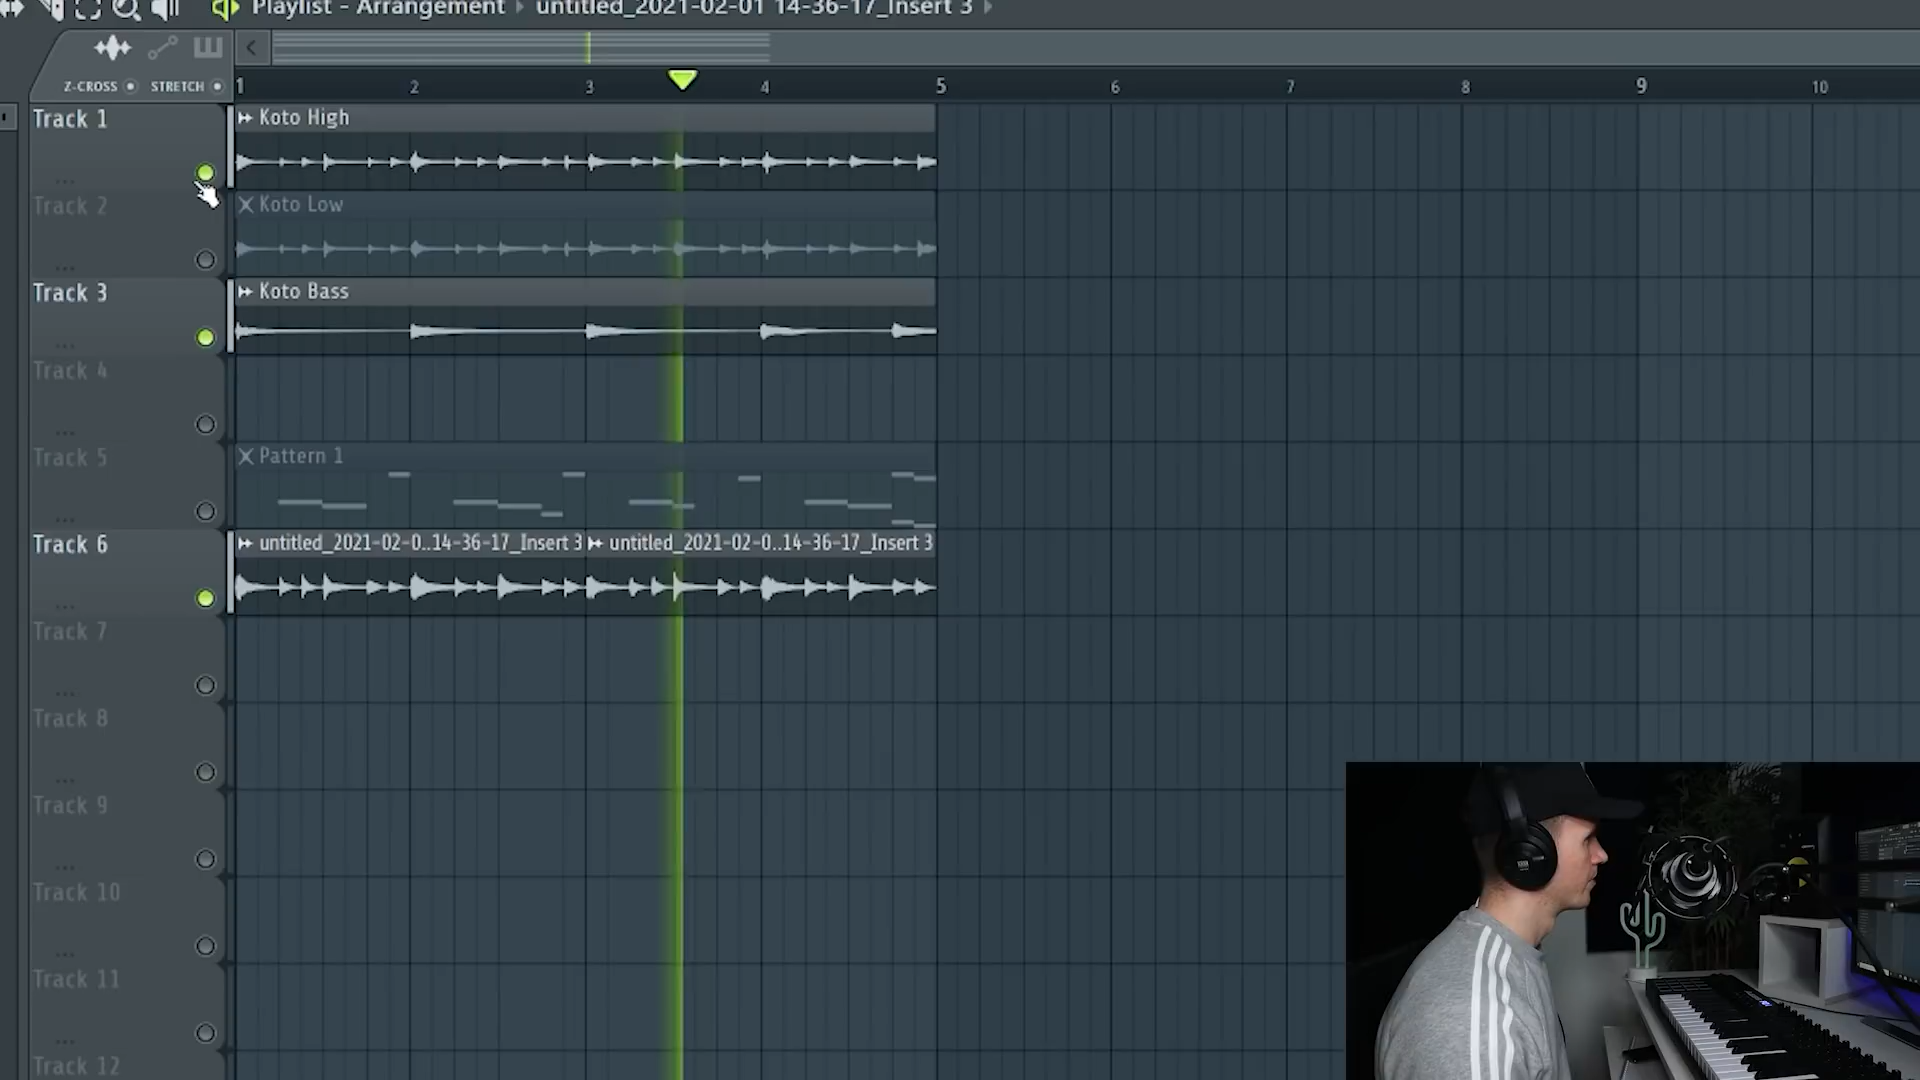 Playlist - Arrangement › untitled_2021-02-01 14-36-17_Insert 3 ›
Z-CROSS STRETCH 1 2 3 4 5 6 7 8 9 10
Track 1
Koto High
Track 2
Koto Low
Track 3
Koto Bass
Track 4
Track 5
Pattern 1
Track 6
untitled_2021-02-0..14-36-17_Insert 3 untitled_2021-02-0..14-36-17_Insert 3
Track 7
Track 8
Track 9
Track 10
Track 11
Track 12